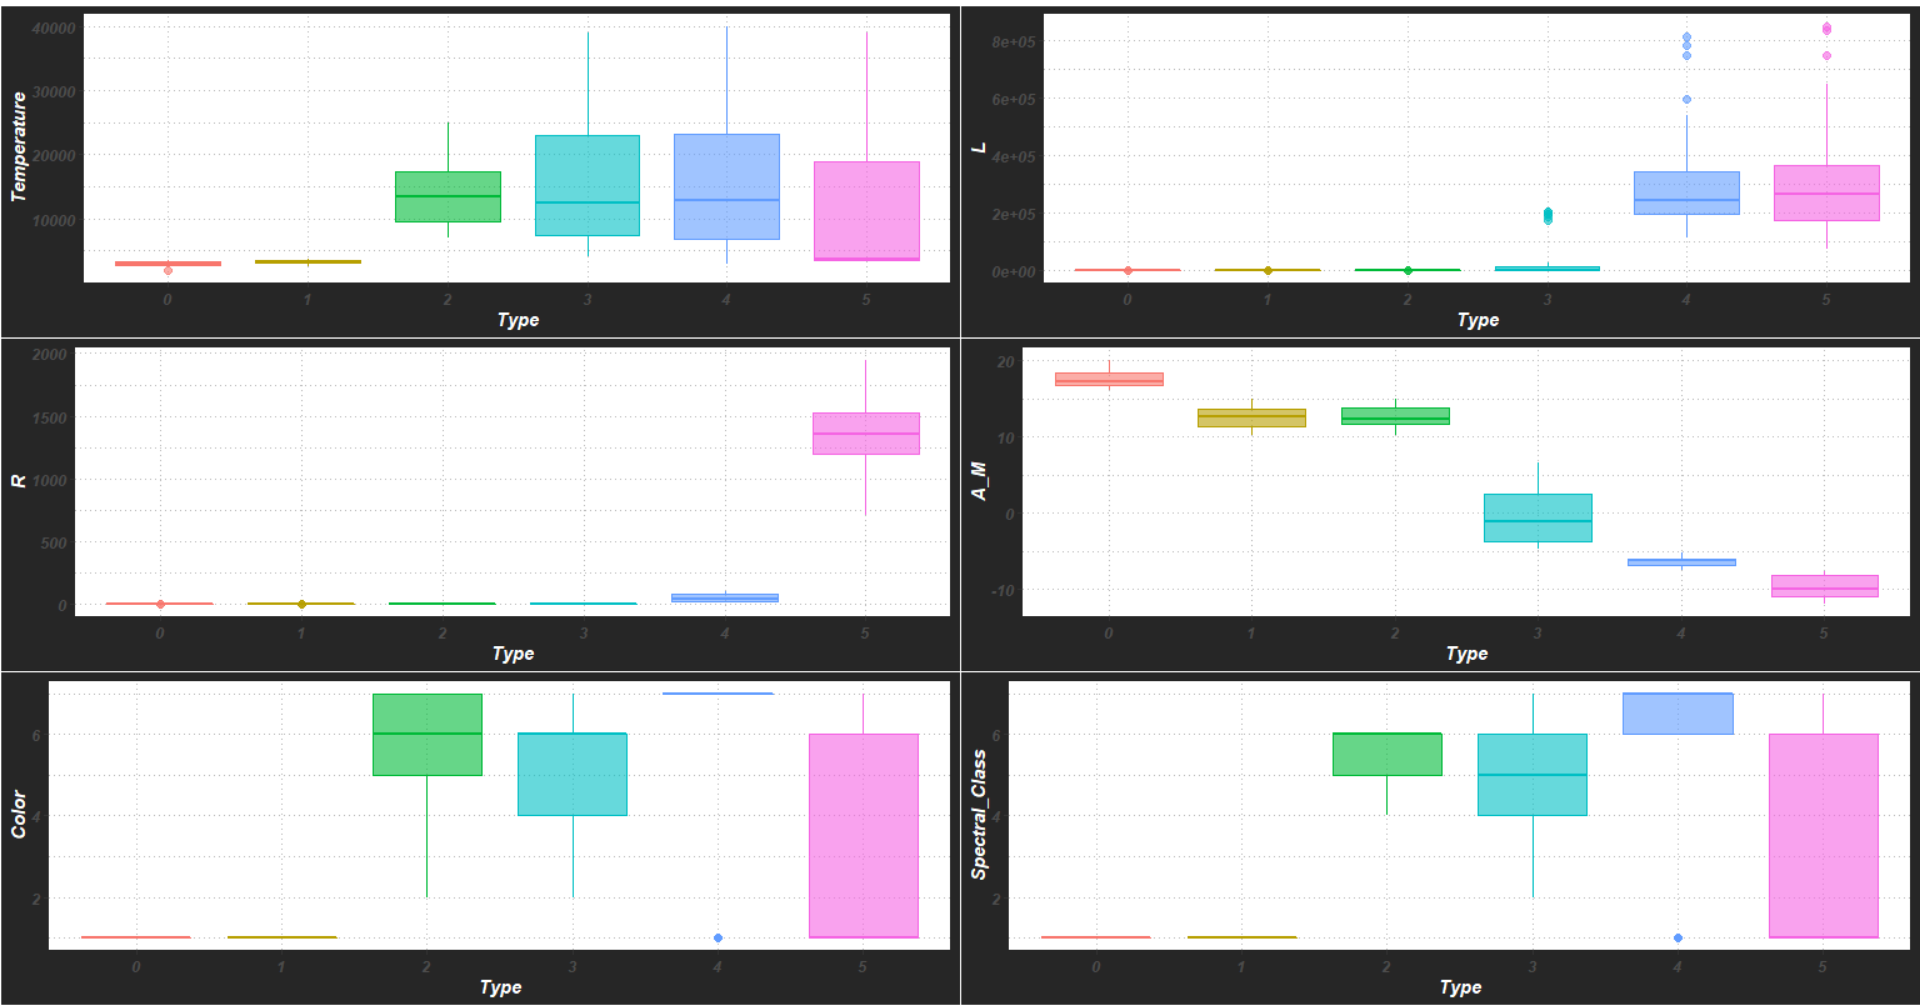 40000
30000
20000
10000
Temperature
0 1 2 3 4 5
Type
8e+05
6e+05
4e+05
2e+05
0e+00
L
0 1 2 3 4 5
Type
2000
1500
1000
500
0
R
0 1 2 3 4 5
Type
20
10
0
-10
A_M
0 1 2 3 4 5
Type
6
4
2
Color
0 1 2 3 4 5
Type
6
4
2
Spectral_Class
0 1 2 3 4 5
Type